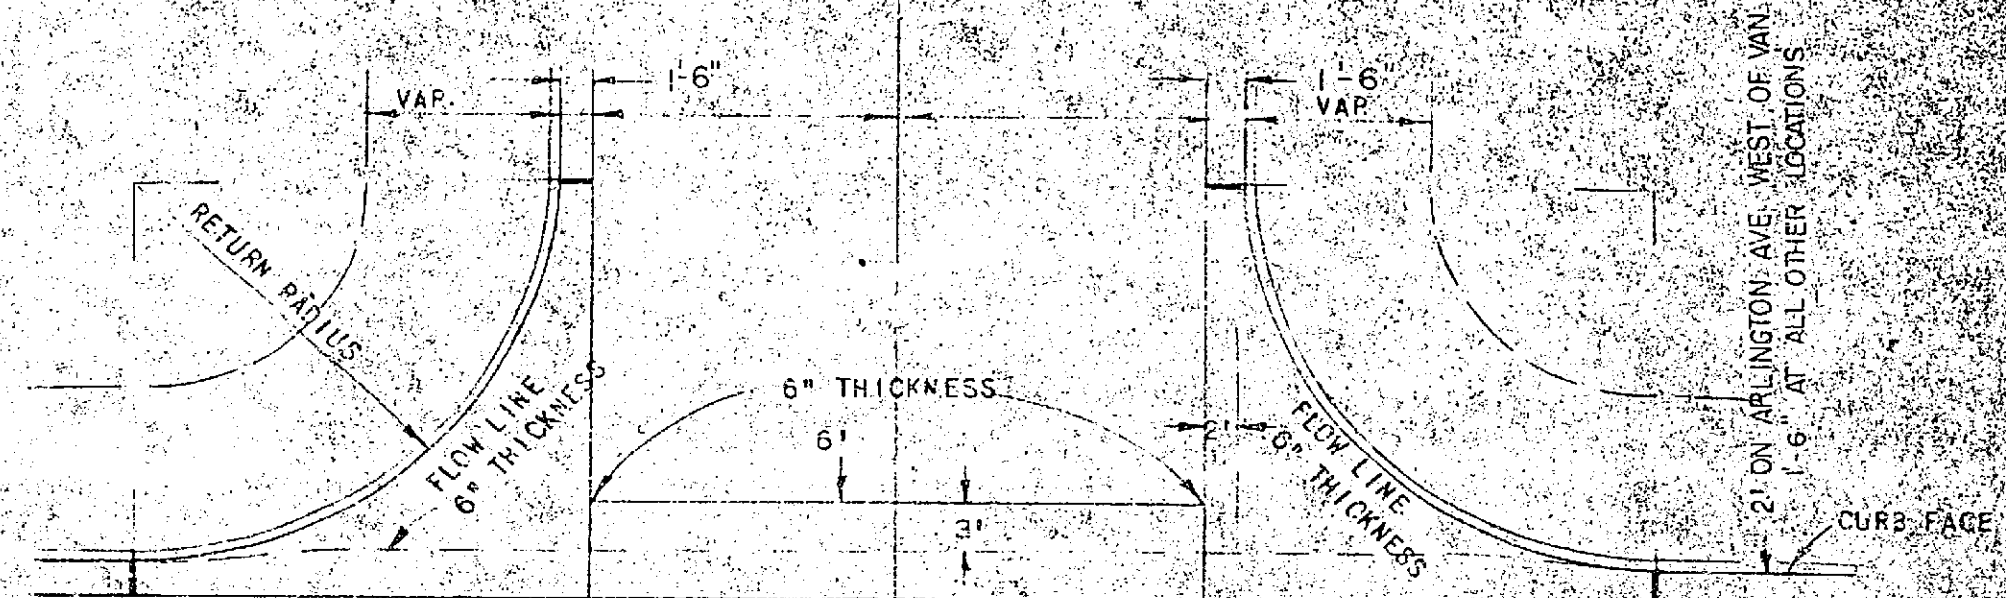 1'-6"
VAR.
1'-6"
VAR.
RETURN RADIUS
FLOW LINE
6" THICKNESS
6" THICKNESS
6'
3'
2'
FLOW LINE
6" THICKNESS
2' ON ARLINGTON AVE. WEST OF VAN
1'-6" AT ALL OTHER LOCATIONS
CURB FACE